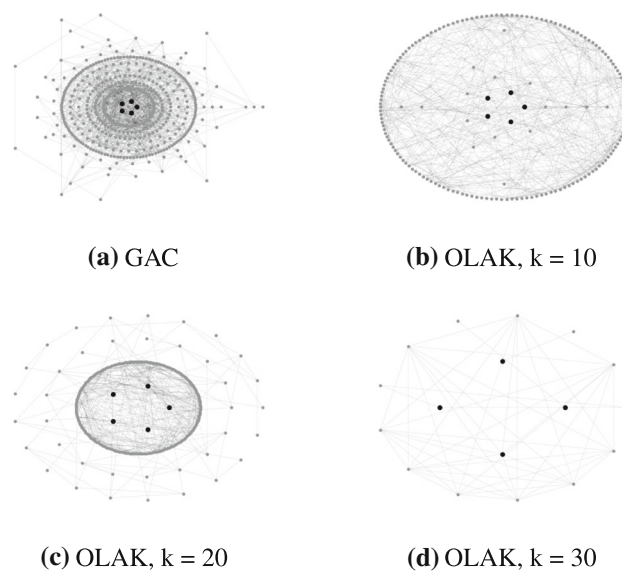 (a) GAC
(b) OLAK, k = 10
(c) OLAK, k = 20
(d) OLAK, k = 30